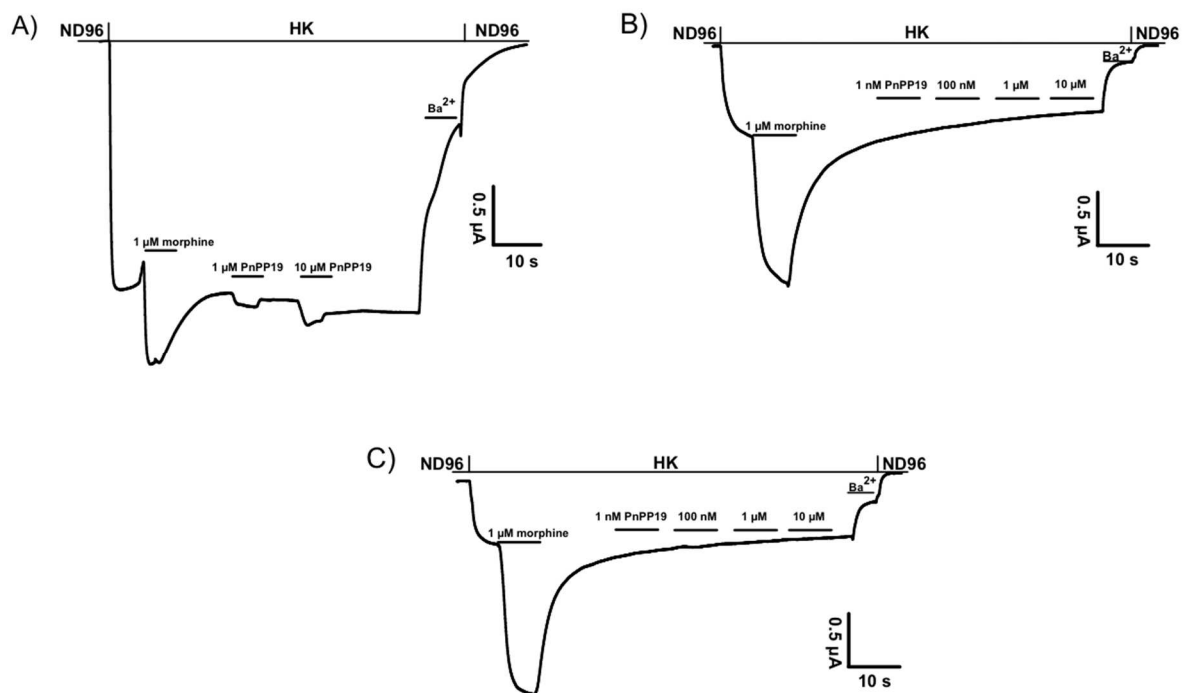 A)
ND96 HK ND96
Ba2+
1 µM morphine
1 µM PnPP19 10 µM PnPP19
0.5 µA
10 s
B)
ND96 HK ND96
Ba2+
1 nM PnPP19 100 nM 1 µM 10 µM
1 µM morphine
0.5 µA
10 s
C)
ND96 HK ND96
Ba2+
1 nM PnPP19 100 nM 1 µM 10 µM
1 µM morphine
0.5 µA
10 s